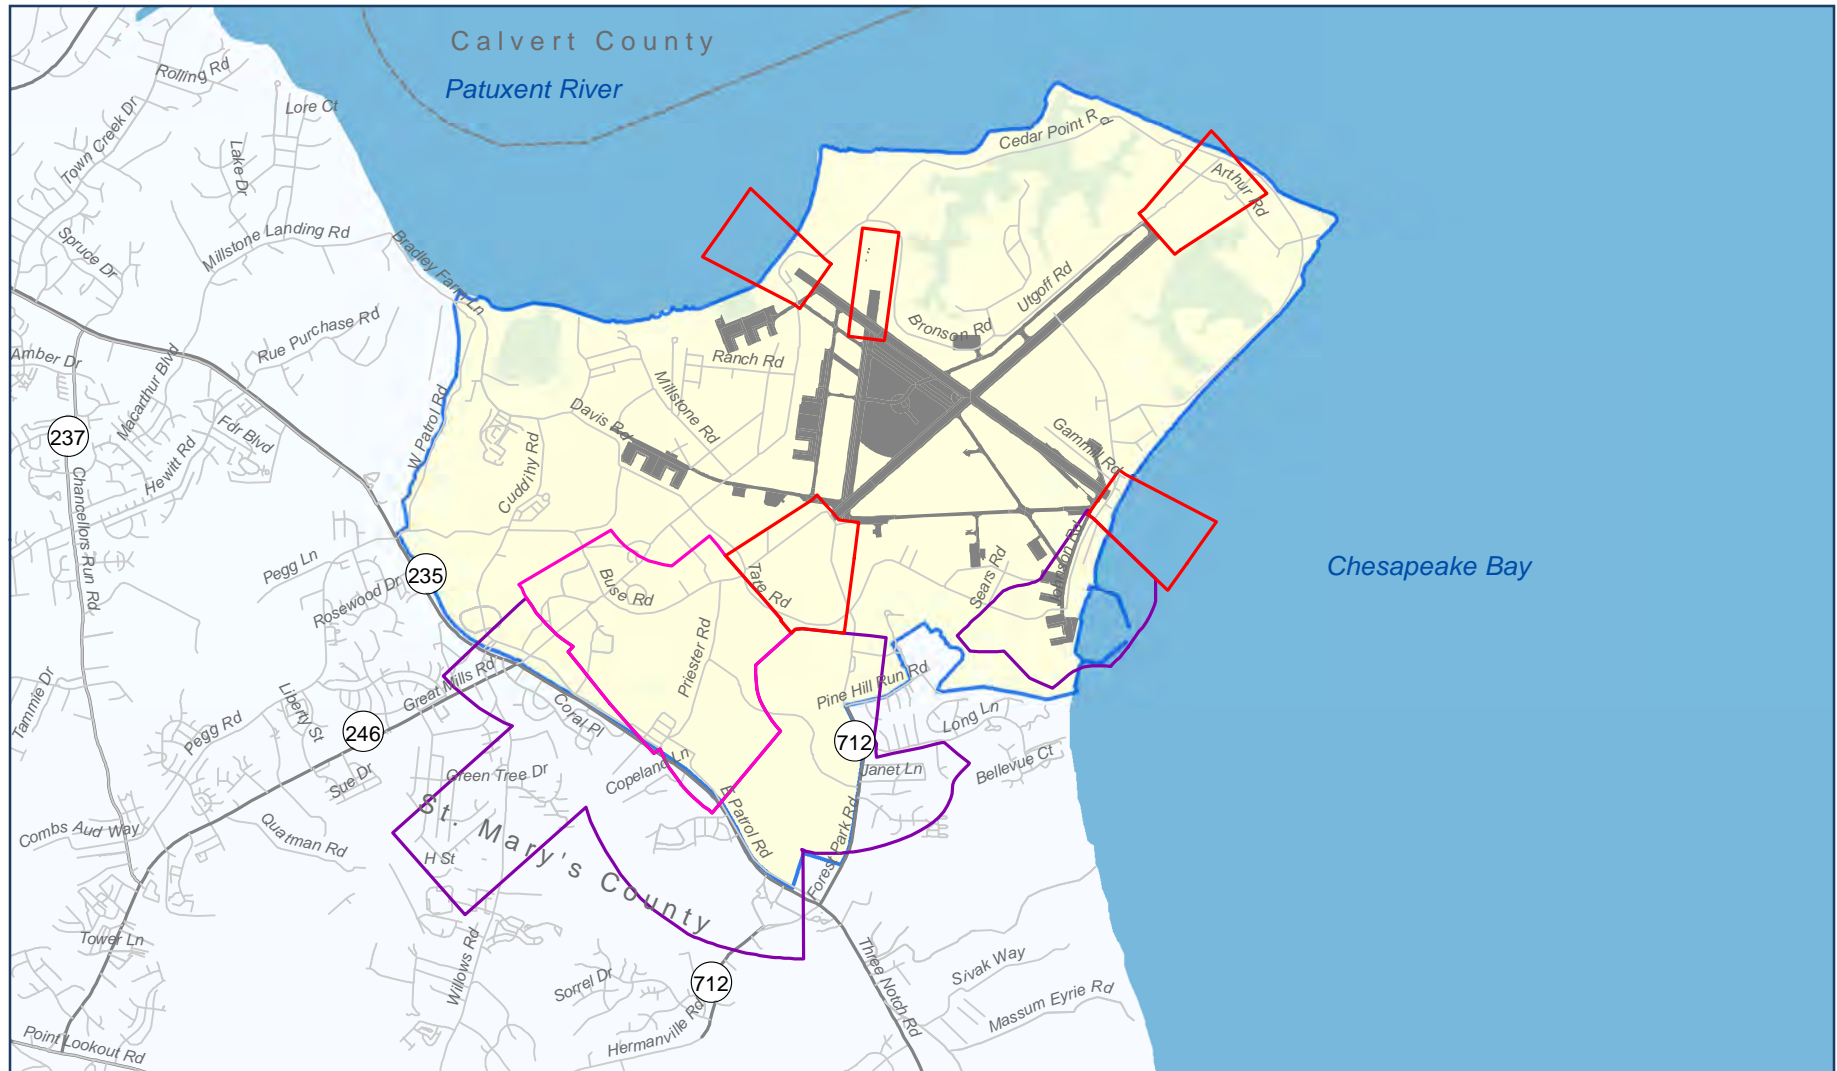 Calvert County
Patuxent River
Rolling Rd
Lore Ct
Town Creek Dr
Lake Dr
Cedar Point Rd
Arthur Rd
Spruce Dr
Millstone Landing Rd
Bradley Farm Ln
Utgoff Rd
Bronson Rd
Rue Purchase Rd
Amber Dr
Ranch Rd
Macarthur Blvd
Millstone Rd
Davis Rd
W Patrol Rd
Fdr Blvd
237
Hewitt Rd
Cuddihy Rd
Gammill Rd
Chancellors Run Rd
Pegg Ln
235
Chesapeake Bay
Rosewood Dr
Buse Rd
Tate Rd
Sears Rd
Johnson Rd
Priester Rd
Great Mills Rd
Pine Hill Run Rd
Tammie Dr
Liberty St
Pegg Rd
246
Coral Pl
Long Ln
712
Janet Ln
Bellevue Ct
Copeland Ln
Green Tree Dr
Sue Dr
St. Mary's County
E Patrol Rd
Forest Park Rd
Combs Aud Way
Quatman Rd
H St
Tower Ln
Willows Rd
Three Notch Rd
Sivak Way
Sorrel Dr
712
Massum Eyrie Rd
Hermanville Rd
Point Lookout Rd